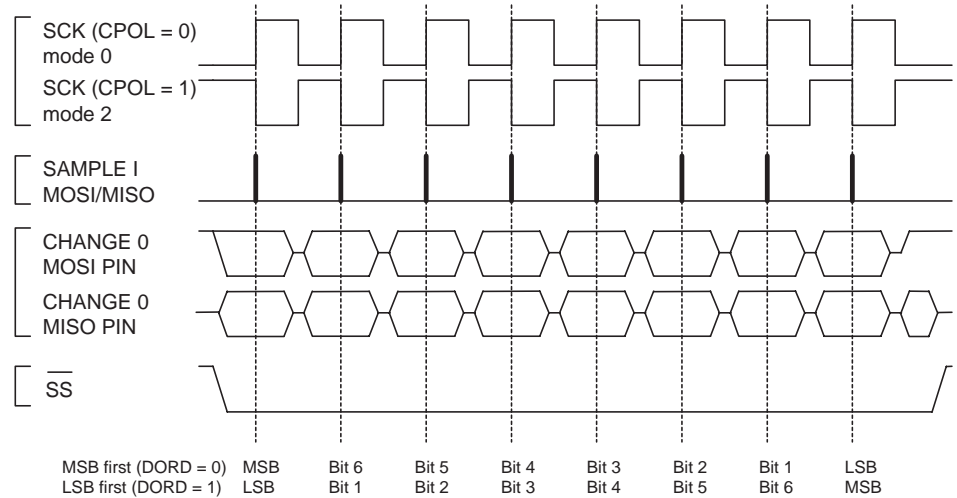 SCK (CPOL = 0)
mode 0
SCK (CPOL = 1)
mode 2
SAMPLE I
MOSI/MISO
CHANGE 0
MOSI PIN
CHANGE 0
MISO PIN
SS
MSB first (DORD = 0) MSB Bit 6 Bit 5 Bit 4 Bit 3 Bit 2 Bit 1 LSB
LSB first (DORD = 1) LSB Bit 1 Bit 2 Bit 3 Bit 4 Bit 5 Bit 6 MSB